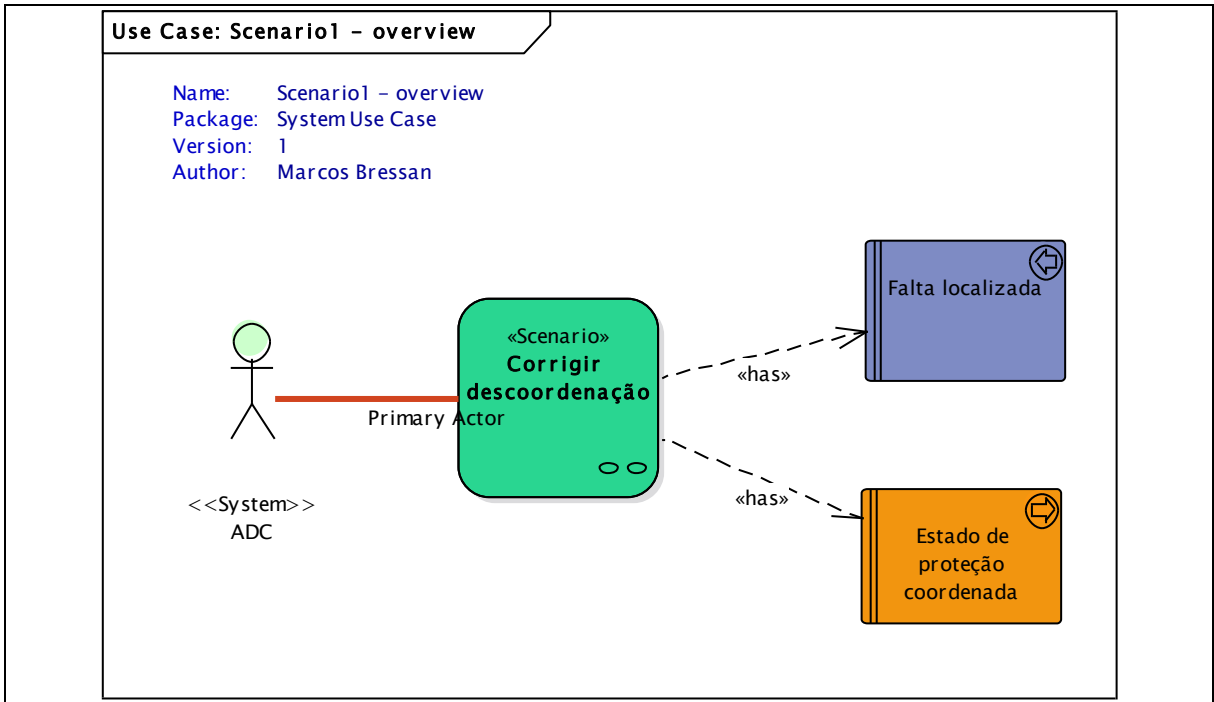 Use Case: Scenario1 - overview
Name: Scenario1 - overview
Package: System Use Case
Version: 1
Author: Marcos Bressan
Falta localizada
«Scenario»
Corrigir
descoordenação
«has»
Primary Actor
«has»
<<System>>
ADC
Estado de
proteção
coordenada